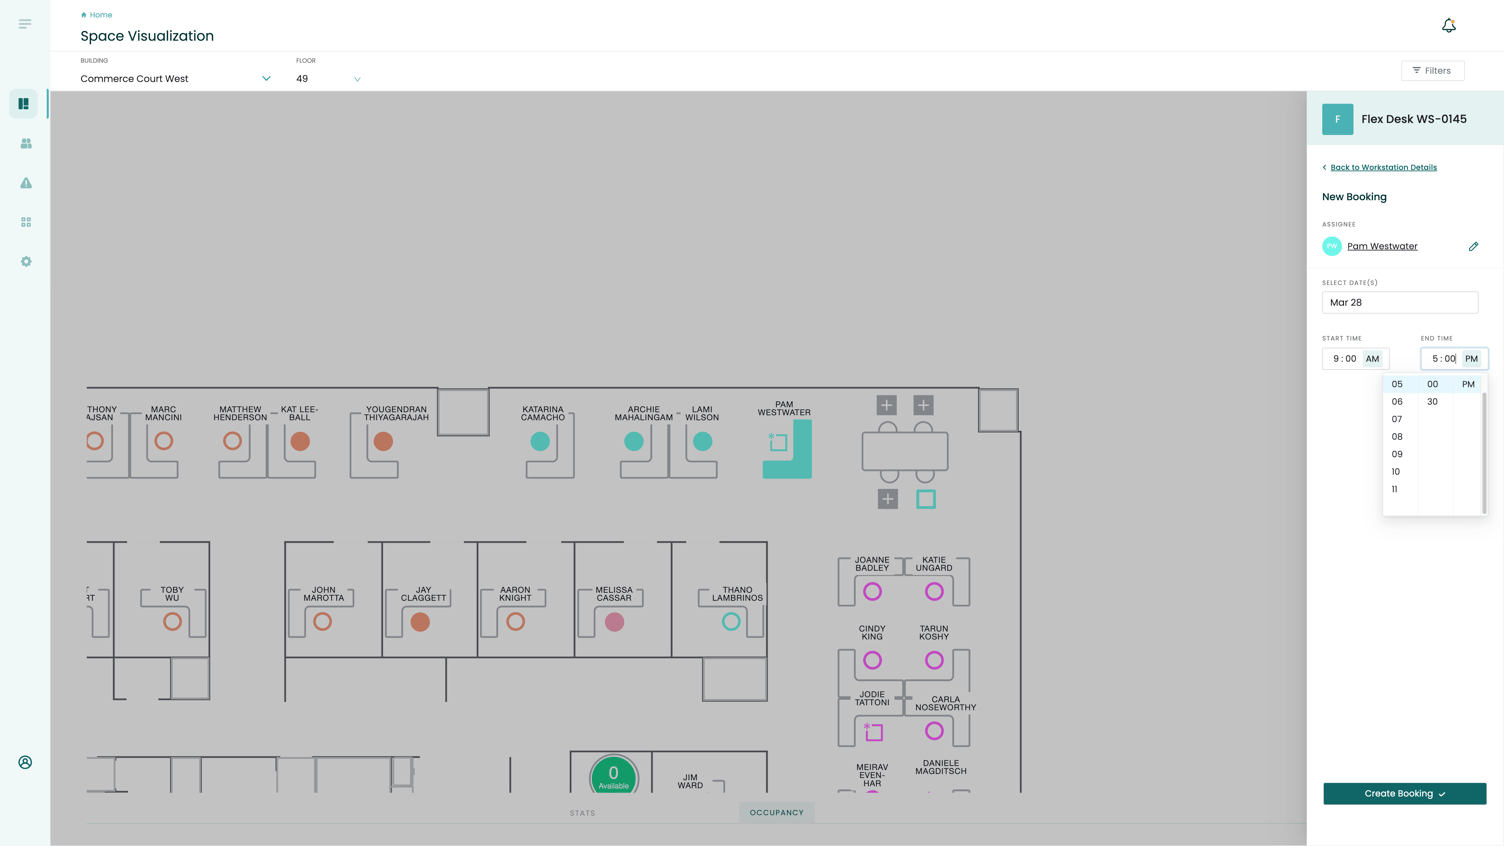 Home
Space Visualization
BUILDING
FLOOR
Commerce Court West
49
Filters
F
Flex Desk WS-0145
Back to Workstation Details
New Booking
ASSIGNEE
PW
Pam Westwater
SELECT DATE(S)
Mar 28
START TIME
END TIME
9 : 00 AM
5 : 00 PM
05 00 PM
06 30
07
08
09
10
11
Create Booking
THONY
AJSAN
MARC
MANCINI
MATTHEW
HENDERSON
KAT LEE-
BALL
YOUGENDRAN
THIYAGARAJAH
KATARINA
CAMACHO
ARCHIE
MAHALINGAM
LAMI
WILSON
PAM
WESTWATER
TOBY
WU
JOHN
MAROTTA
JAY
CLAGGETT
AARON
KNIGHT
MELISSA
CASSAR
THANO
LAMBRINOS
JOANNE
BADLEY
KATIE
UNGARD
CINDY
KING
TARUN
KOSHY
JODIE
TATTONI
CARLA
NOSEWORTHY
MEIRAV
EVEN-
HAR
DANIELE
MAGDITSCH
0
Available
JIM
WARD
STATS
OCCUPANCY